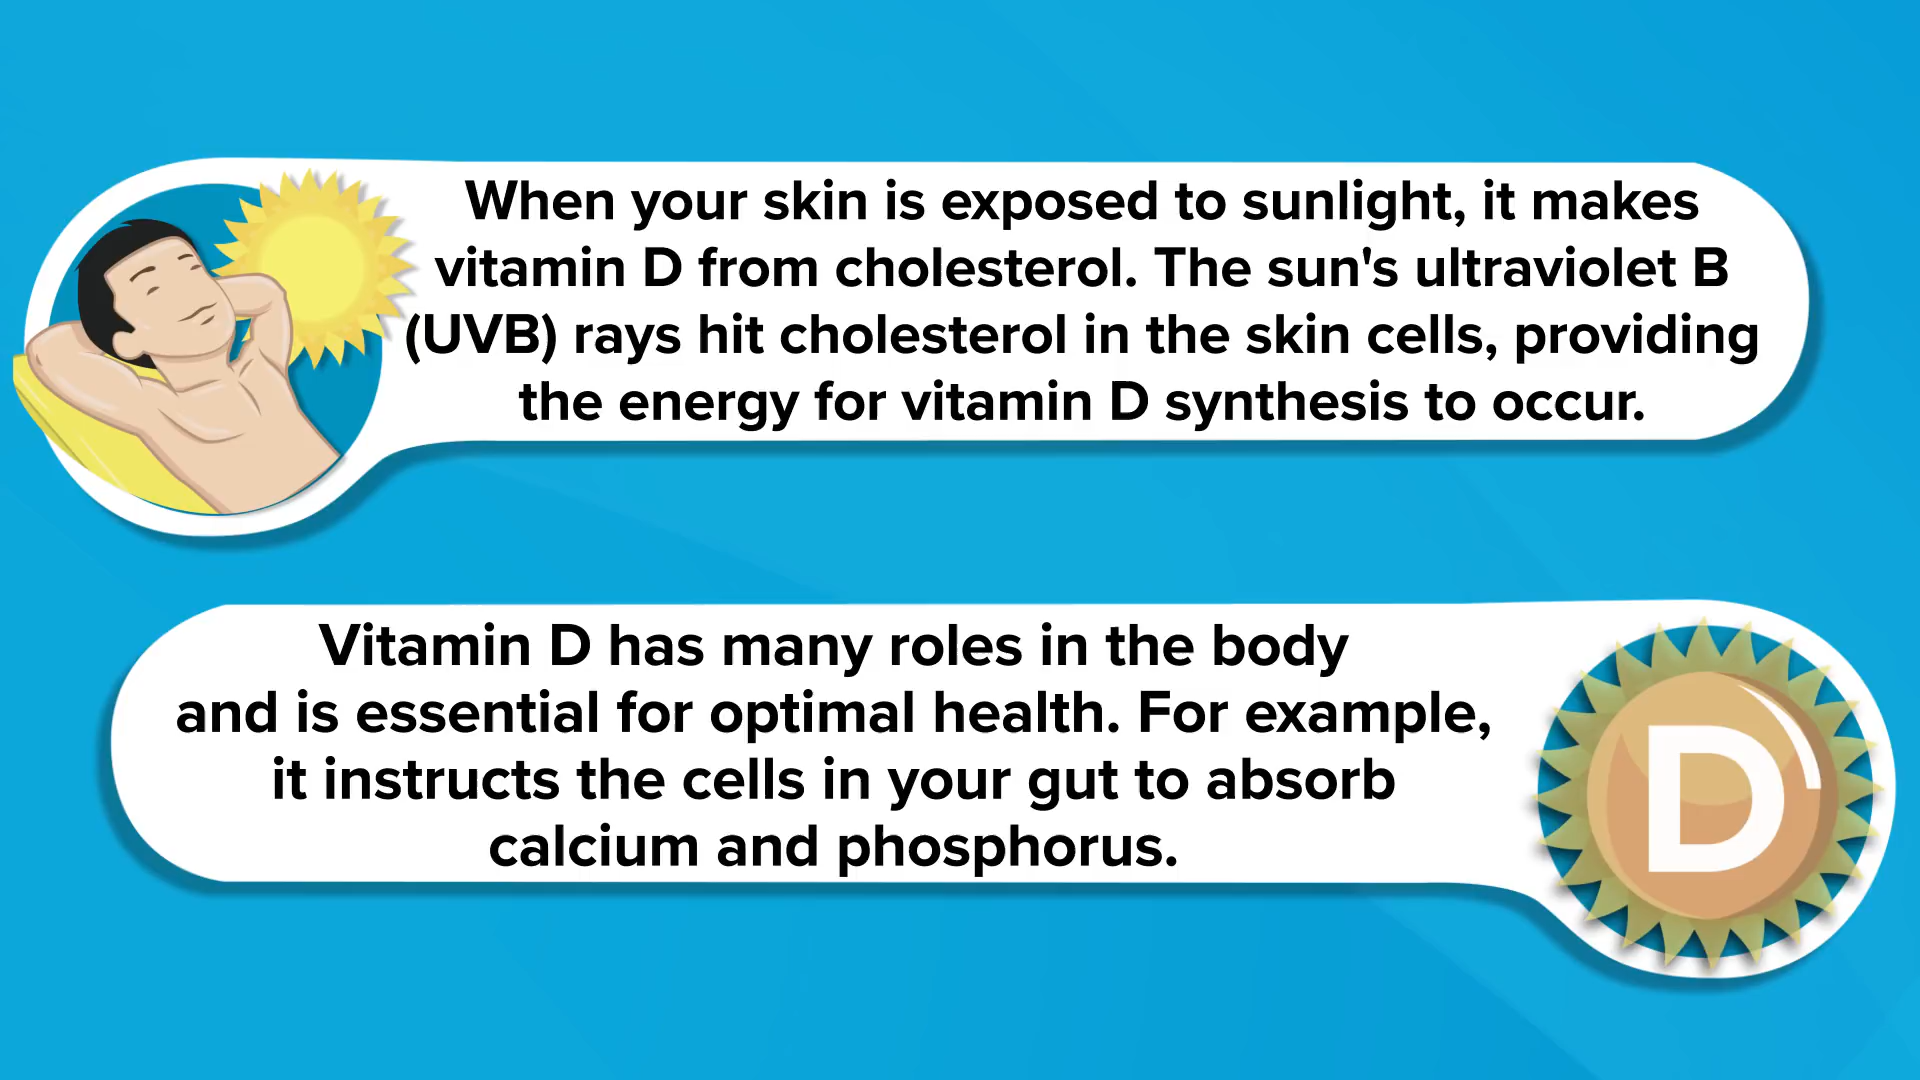 When your skin is exposed to sunlight, it makes
vitamin D from cholesterol. The sun's ultraviolet B
(UVB) rays hit cholesterol in the skin cells, providing
the energy for vitamin D synthesis to occur.
Vitamin D has many roles in the body
and is essential for optimal health. For example,
it instructs the cells in your gut to absorb
calcium and phosphorus.
D